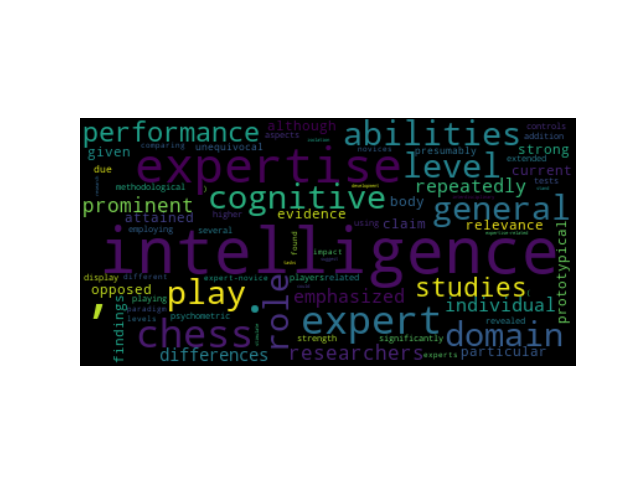 although
controls
performance
abilities
aspects
addition
unequivocal
comparing
given
novices
presumably
strong
expertise
level
extended
due
current
methodological
repeatedly
tests
cognitive
prominent
body
general
evidence
attained
higher
using
claim
relevance
employing
several
intelligence
found
impact
prototypical
display
different
expert-novice
playersrelated
studies
opposed
play
.
role
emphasized
individual
,
playing
paradigm
psychometric
levels
expert
revealed
chess
domain
findings
strength
significantly
differences
researchers
experts
particular